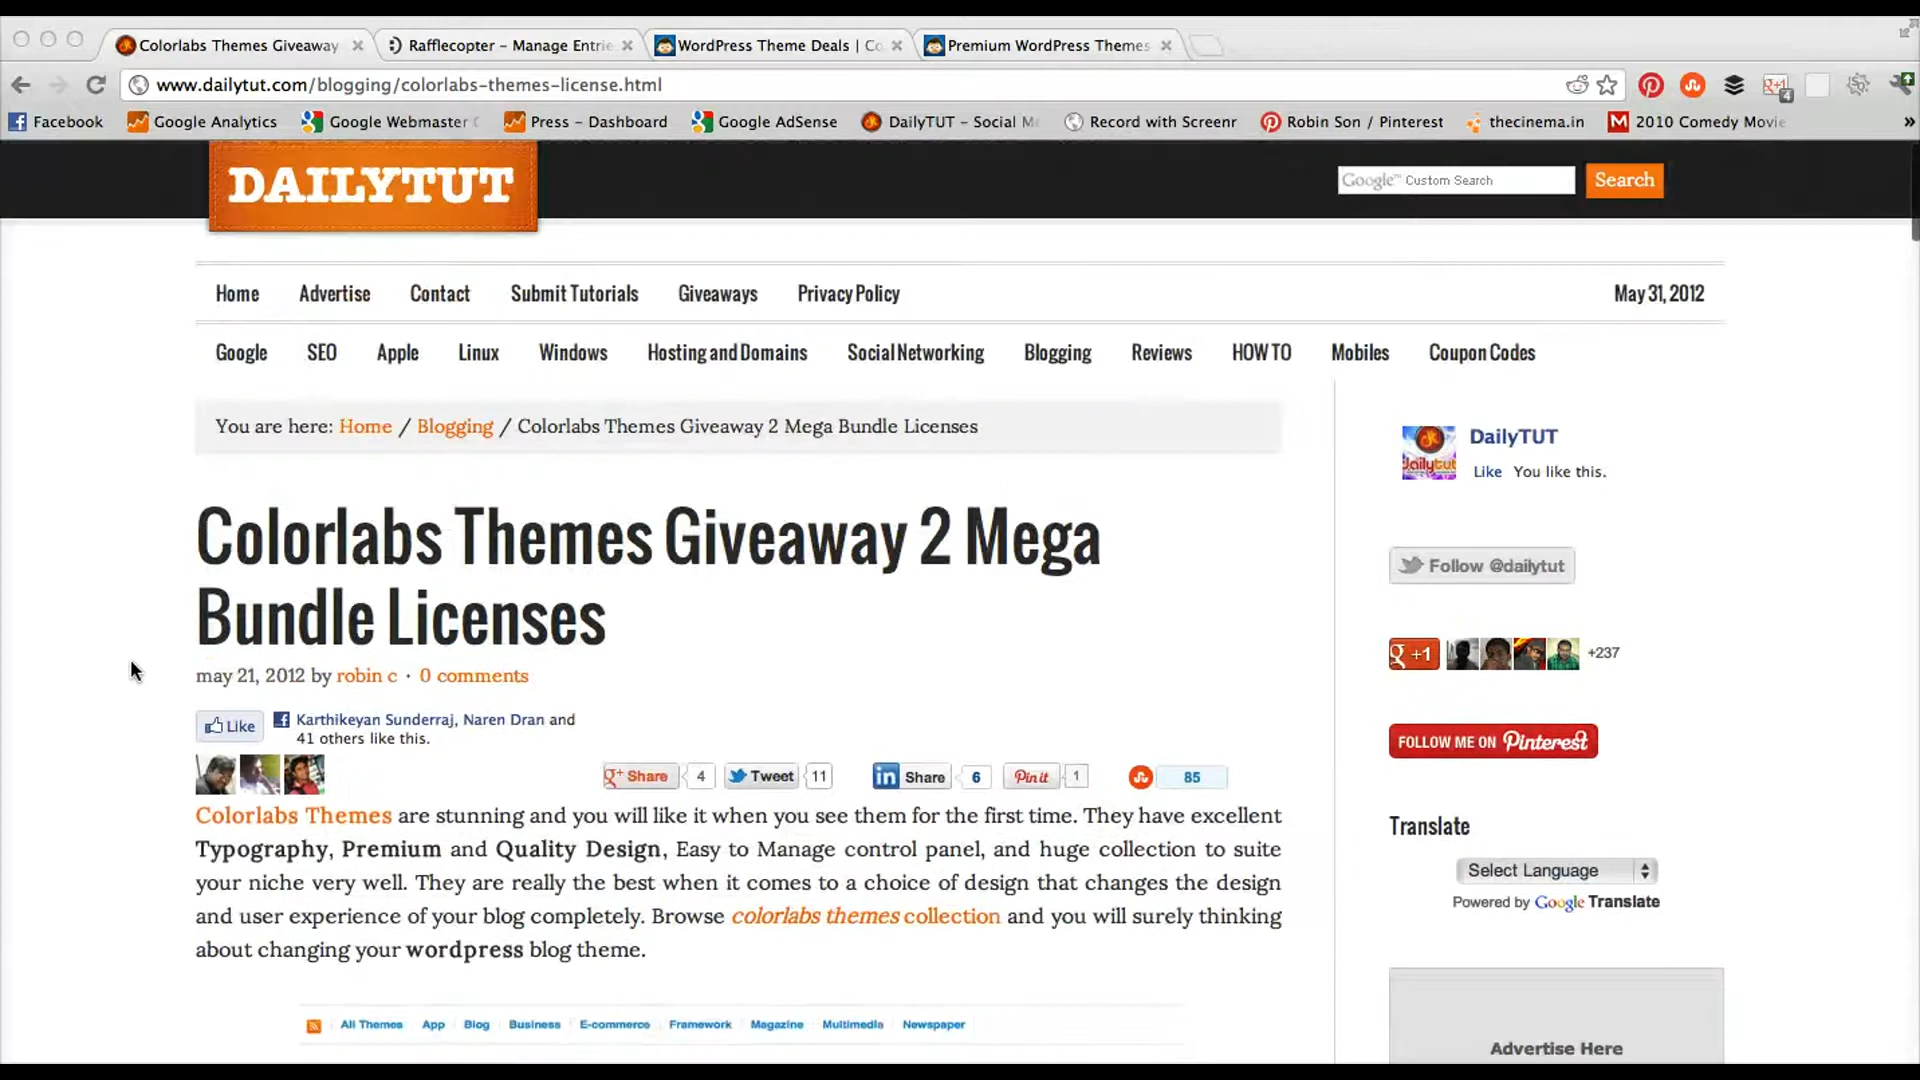 Colorlabs Themes Giveaway
Rafflecopter – Manage Entrie
WordPress Theme Deals | Co
Premium WordPress Themes
www.dailytut.com/blogging/colorlabs-themes-license.html
Facebook
Google Analytics
Google Webmaster
Press – Dashboard
Google AdSense
DailyTUT – Social M
Record with Screenr
Robin Son / Pinterest
thecinema.in
2010 Comedy Movie
»
DAILYTUT
Google™ Custom Search
Search
Home Advertise Contact Submit Tutorials Giveaways Privacy Policy
May 31, 2012
Google SEO Apple Linux Windows Hosting and Domains Social Networking Blogging Reviews HOW TO Mobiles Coupon Codes
You are here: Home / Blogging / Colorlabs Themes Giveaway 2 Mega Bundle Licenses
Colorlabs Themes Giveaway 2 Mega
Bundle Licenses
may 21, 2012 by robin c · 0 comments
Like
Karthikeyan Sunderraj, Naren Dran and
41 others like this.
g+ Share 4
Tweet 11
in Share 6
Pin it 1
85
Colorlabs Themes are stunning and you will like it when you see them for the first time. They have excellent
Typography, Premium and Quality Design, Easy to Manage control panel, and huge collection to suite
your niche very well. They are really the best when it comes to a choice of design that changes the design
and user experience of your blog completely. Browse colorlabs themes collection and you will surely thinking
about changing your wordpress blog theme.
All Themes App Blog Business E-commerce Framework Magazine Multimedia Newspaper
DailyTUT
Like You like this.
Follow @dailytut
g +1
+237
FOLLOW ME ON Pinterest
Translate
Select Language
Powered by Google Translate
Advertise Here